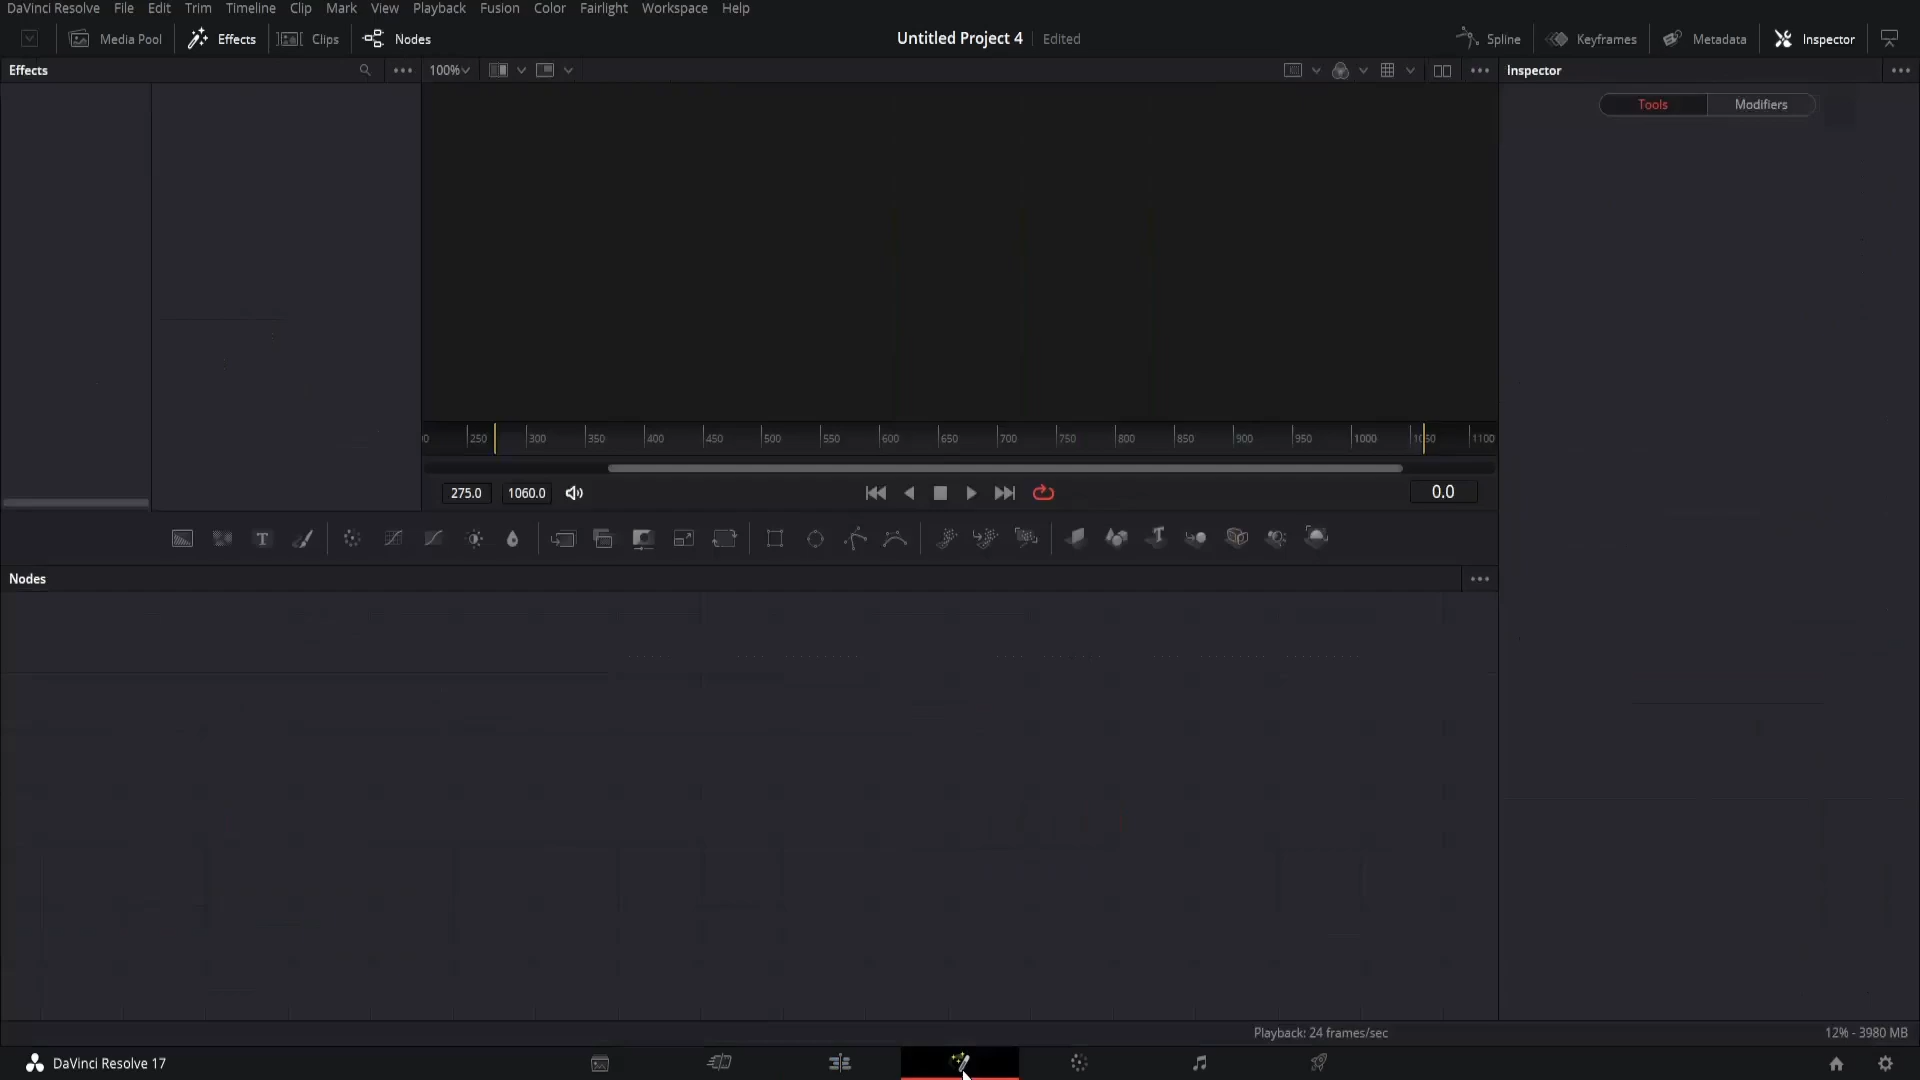 DaVinci Resolve File Edit Trim Timeline Clip Mark View Playback Fusion Color Fairlight Workspace Help
Media Pool Effects Clips Nodes Untitled Project 4 Edited Spline Keyframes Metadata Inspector
Effects 100% Inspector
Tools Modifiers
250 300 350 400 450 500 550 600 650 700 750 800 850 900 950 1000 1050 1100
275.0 1060.0 0.0
T T
Nodes
Playback: 24 frames/sec 12% - 3980 MB
DaVinci Resolve 17